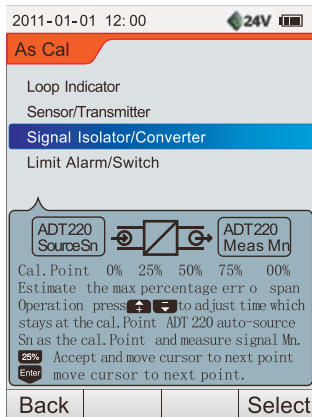 2011-01-01 12:00 24V
As Cal
Loop Indicator
Sensor/Transmitter
Signal Isolator/Converter
Limit Alarm/Switch
ADT220 ADT220
SourceSn Meas Mn
Cal. Point 0% 25% 50% 75% 00%
Estimate the max percentage err o span
Operation press to adjust time which
stays at the cal. Point ADT 220 auto-source
Sn as the cal. Point and measure signal Mn.
25% Accept and move cursor to next point
Enter move cursor to next point.
Back Select